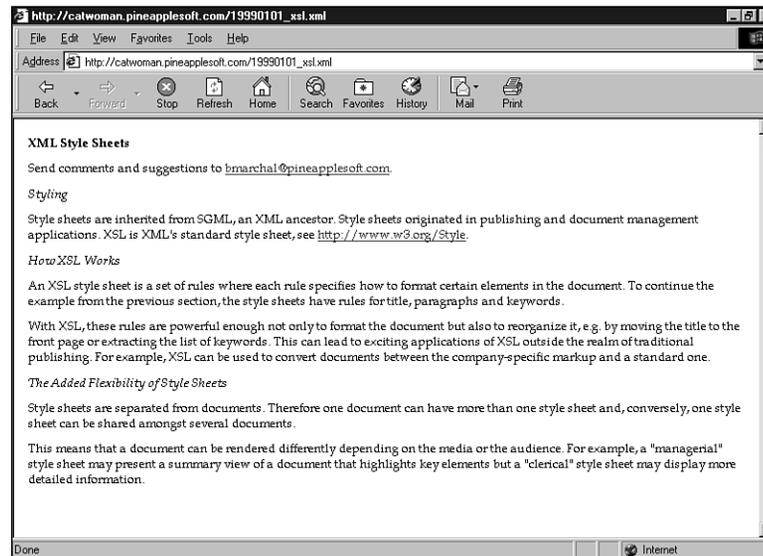 http://catwoman.pineapplesoft.com/19990101_xsl.xml
File Edit View Favorites Tools Help
Address http://catwoman.pineapplesoft.com/19990101_xsl.xml
Back Forward Stop Refresh Home Search Favorites History Mail Print
XML Style Sheets
Send comments and suggestions to bmarchal@pineapplesoft.com.
Styling
Style sheets are inherited from SGML, an XML ancestor. Style sheets originated in publishing and document management
applications. XSL is XML's standard style sheet, see http://www.w3.org/Style.
How XSL Works
An XSL style sheet is a set of rules where each rule specifies how to format certain elements in the document. To continue the
example from the previous section, the style sheets have rules for title, paragraphs and keywords.
With XSL, these rules are powerful enough not only to format the document but also to reorganize it, e.g. by moving the title to the
front page or extracting the list of keywords. This can lead to exciting applications of XSL outside the realm of traditional
publishing. For example, XSL can be used to convert documents between the company-specific markup and a standard one.
The Added Flexibility of Style Sheets
Style sheets are separated from documents. Therefore one document can have more than one style sheet and, conversely, one style
sheet can be shared amongst several documents.
This means that a document can be rendered differently depending on the media or the audience. For example, a "managerial"
style sheet may present a summary view of a document that highlights key elements but a "clerical" style sheet may display more
detailed information.
Done Internet